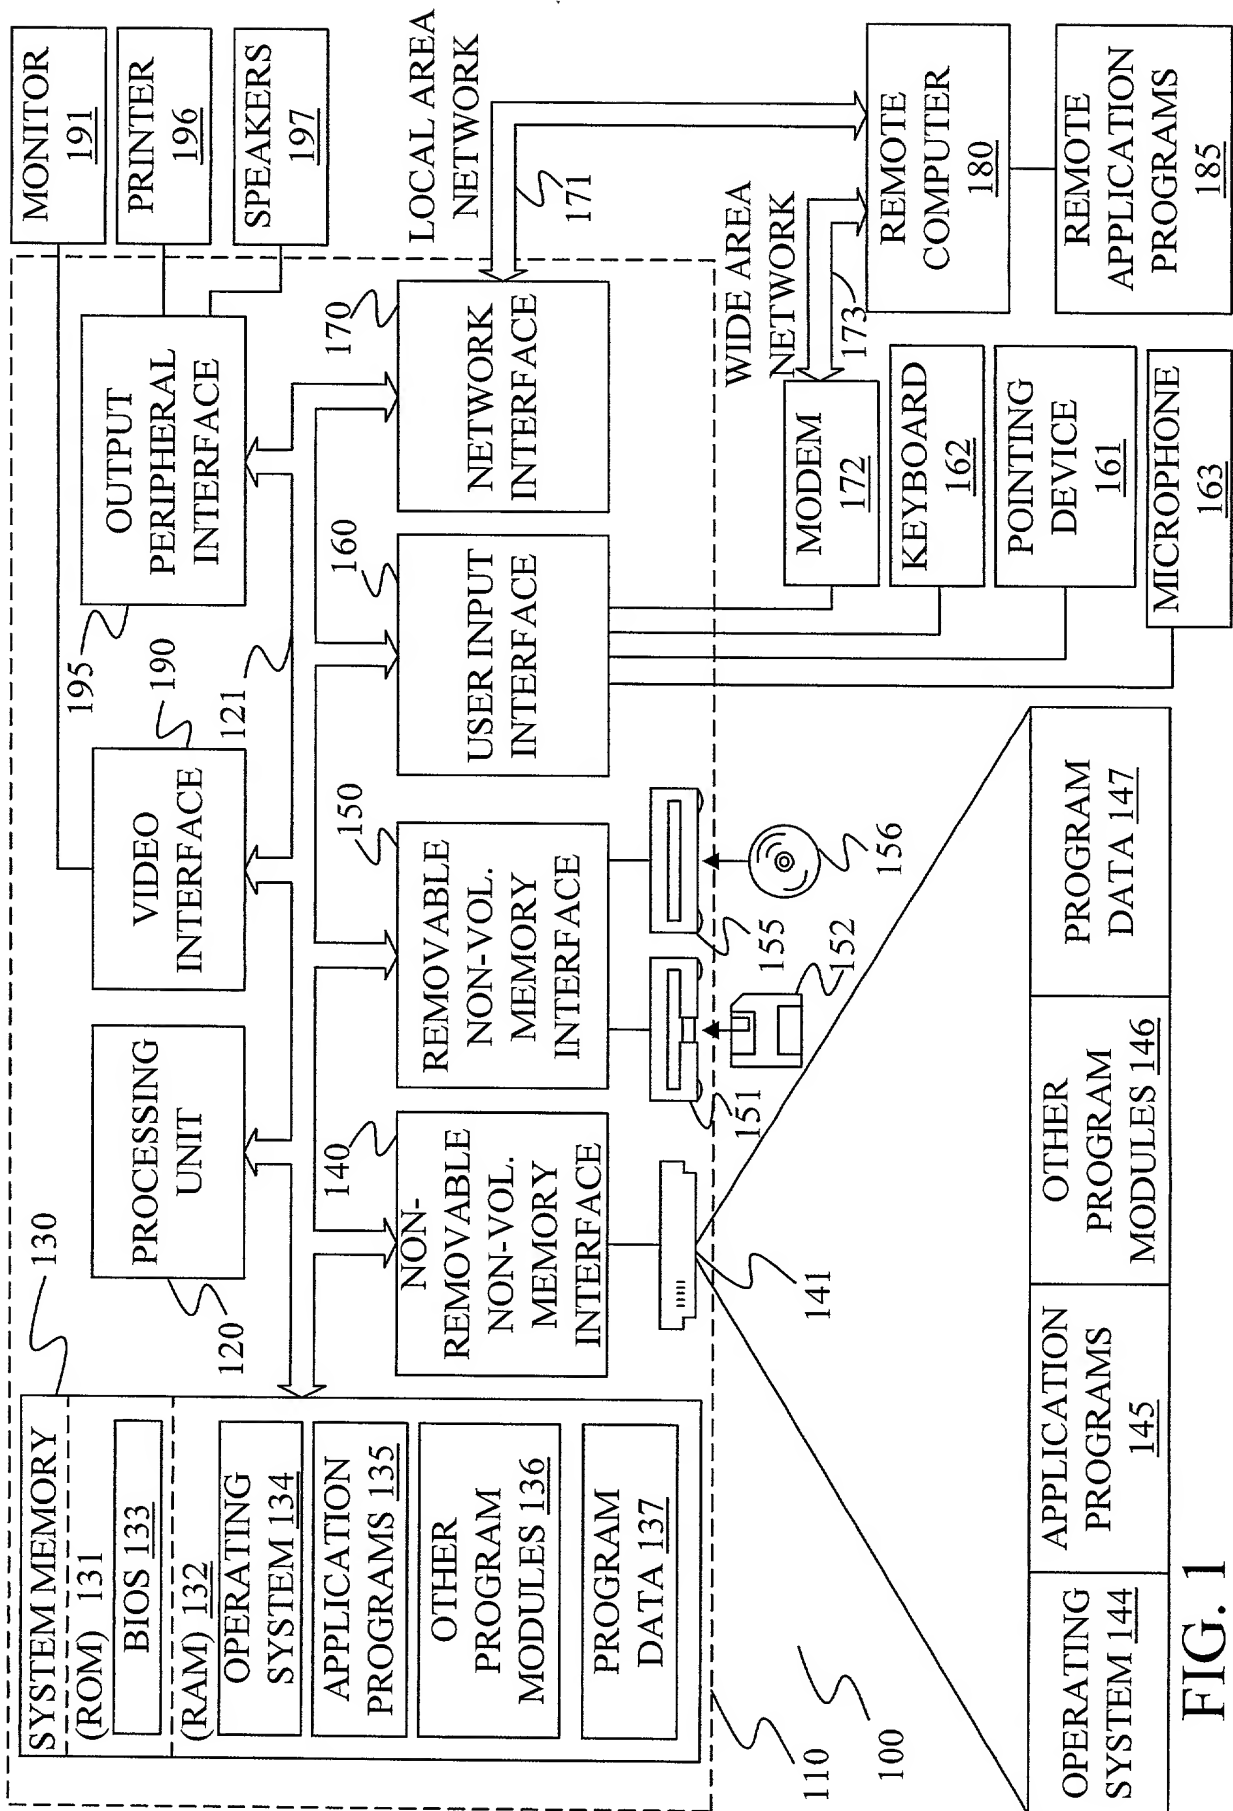 SYSTEM MEMORY
(ROM) 131
BIOS 133
(RAM) 132
OPERATING
SYSTEM 134
APPLICATION
PROGRAMS 135
OTHER
PROGRAM
MODULES 136
PROGRAM
DATA 137
130
PROCESSING
UNIT
120
VIDEO
INTERFACE
190
121
OUTPUT
PERIPHERAL
INTERFACE
195
MONITOR
191
PRINTER
196
SPEAKERS
197
NON-
REMOVABLE
NON-VOL.
MEMORY
INTERFACE
140
REMOVABLE
NON-VOL.
MEMORY
INTERFACE
150
USER INPUT
INTERFACE
160
NETWORK
INTERFACE
170
LOCAL AREA
NETWORK
171
WIDE AREA
NETWORK
173
141
151
152
155
156
MODEM
172
KEYBOARD
162
POINTING
DEVICE
161
MICROPHONE
163
REMOTE
COMPUTER
180
REMOTE
APPLICATION
PROGRAMS
185
110
100
OPERATING
SYSTEM 144
APPLICATION
PROGRAMS
145
OTHER
PROGRAM
MODULES 146
PROGRAM
DATA 147
FIG. 1